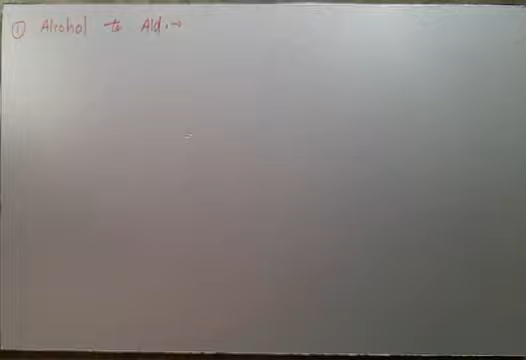 ① Alcohol to Ald. →